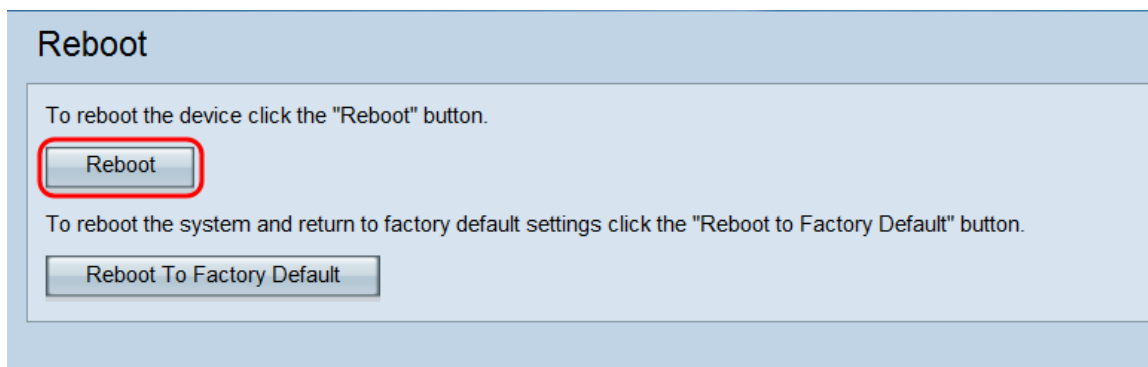 Reboot
To reboot the device click the "Reboot" button.
Reboot
To reboot the system and return to factory default settings click the "Reboot to Factory Default" button.
Reboot To Factory Default